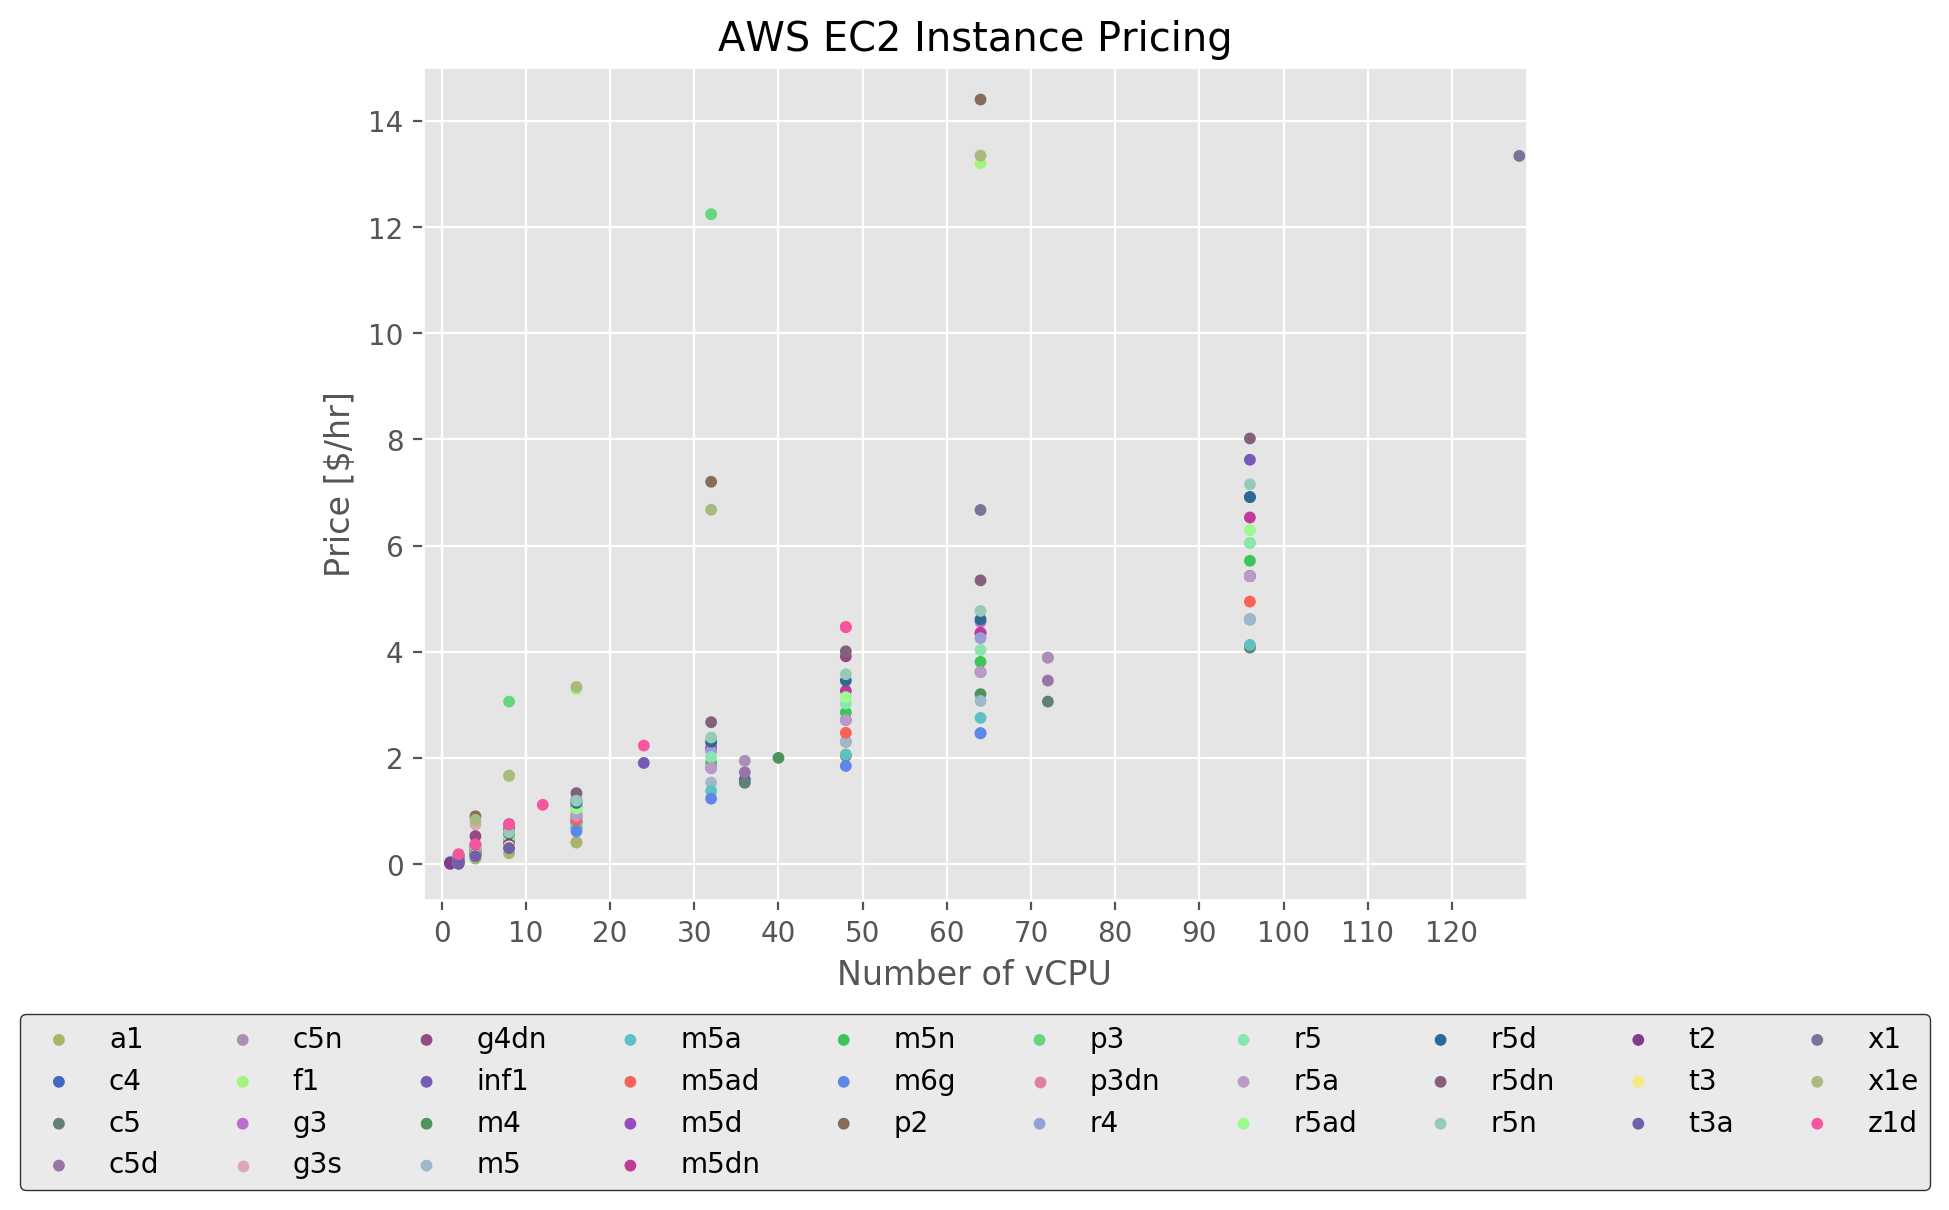 AWS EC2 Instance Pricing
14
12
10
8
6
4
2
0
Price [$/hr]
0 10 20 30 40 50 60 70 80 90 100 110 120
Number of vCPU
a1 c5n g4dn m5a m5n p3 r5 r5d t2 x1
c4 f1 inf1 m5ad m6g p3dn r5a r5dn t3 x1e
c5 g3 m4 m5d p2 r4 r5ad r5n t3a z1d
c5d g3s m5 m5dn